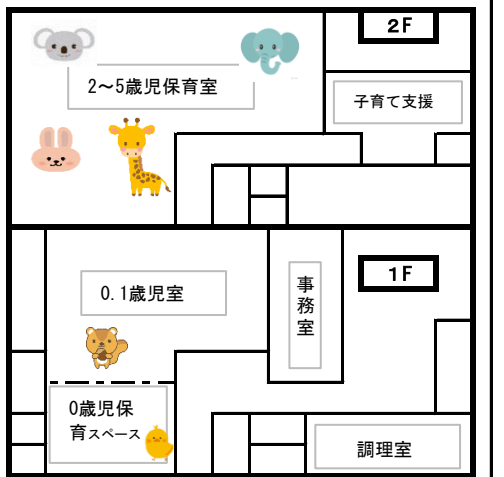 2F
2～5歳児保育室
子育て支援
1F
0.1歳児室
事務室
0歳児保
育スペース
調理室